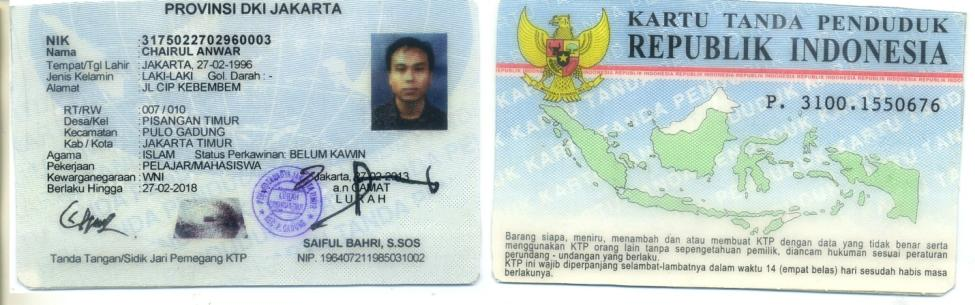 PROVINSI DKI JAKARTA
NIK : 3175022702960003
Nama : CHAIRUL ANWAR
Tempat/Tgl Lahir : JAKARTA, 27-02-1996
Jenis Kelamin : LAKI-LAKI Gol. Darah : -
Alamat : JL CIP KEBEMBEM
RT/RW : 007 / 010
Desa/Kel : PISANGAN TIMUR
Kecamatan : PULO GADUNG
Kab / Kota : JAKARTA TIMUR
Agama : ISLAM Status Perkawinan: BELUM KAWIN
Pekerjaan : PELAJAR/MAHASISWA
Kewarganegaraan : WNI Jakarta, 27-02-2013
Berlaku Hingga : 27-02-2018 a.n CAMAT
LURAH
SAIFUL BAHRI, S.SOS
Tanda Tangan/Sidik Jari Pemegang KTP NIP. 196407211985031002
KARTU TANDA PENDUDUK
REPUBLIK INDONESIA
P. 3100.1550676
Barang siapa, meniru, menambah dan atau membuat KTP dengan data yang tidak benar serta
menggunakan KTP orang lain tanpa sepengetahuan pemilik, diancam hukuman sesuai peraturan
perundang - undangan yang berlaku.
KTP ini wajib diperpanjang selambat-lambatnya dalam waktu 14 (empat belas) hari sesudah habis masa
berlakunya.